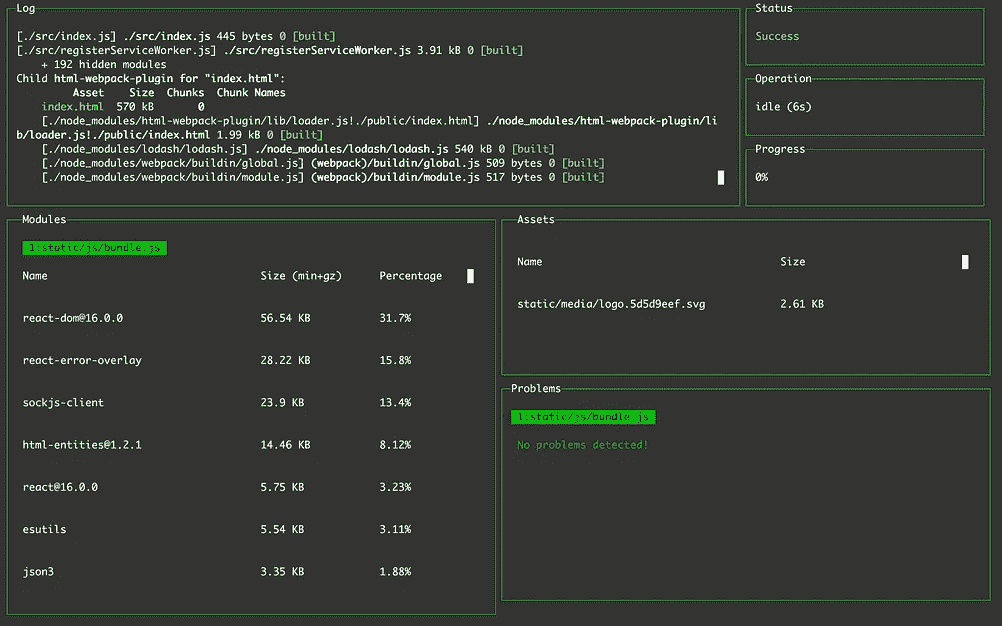 Log
[./src/index.js] ./src/index.js 445 bytes 0 [built]
[./src/registerServiceWorker.js] ./src/registerServiceWorker.js 3.91 kB 0 [built]
+ 192 hidden modules
Child html-webpack-plugin for "index.html":
Asset Size Chunks Chunk Names
index.html 570 kB 0
[./node_modules/html-webpack-plugin/lib/loader.js!./public/index.html] ./node_modules/html-webpack-plugin/li
b/loader.js!./public/index.html 1.99 kB 0 [built]
[./node_modules/lodash/lodash.js] ./node_modules/lodash/lodash.js 540 kB 0 [built]
[./node_modules/webpack/buildin/global.js] (webpack)/buildin/global.js 509 bytes 0 [built]
[./node_modules/webpack/buildin/module.js] (webpack)/buildin/module.js 517 bytes 0 [built]
Status
Success
Operation
idle (6s)
Progress
0%
Modules
1:static/js/bundle.js
Name Size (min+gz) Percentage
react-dom@16.0.0 56.54 KB 31.7%
react-error-overlay 28.22 KB 15.8%
sockjs-client 23.9 KB 13.4%
html-entities@1.2.1 14.46 KB 8.12%
react@16.0.0 5.75 KB 3.23%
esutils 5.54 KB 3.11%
json3 3.35 KB 1.88%
Assets
Name Size
static/media/logo.5d5d9eef.svg 2.61 KB
Problems
1:static/js/bundle.js
No problems detected!